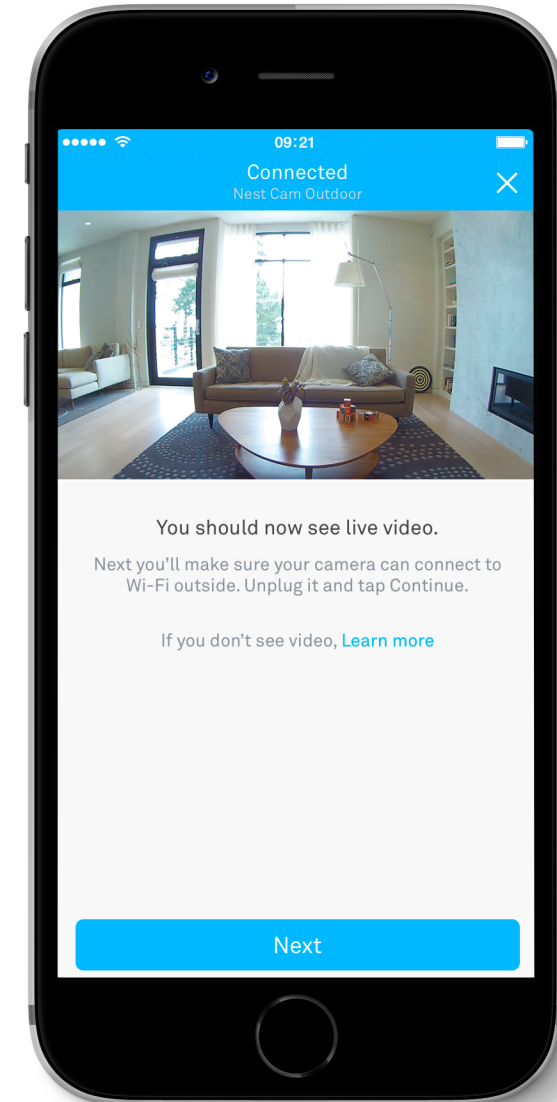 09:21
Connected
Nest Cam Outdoor
You should now see live video.
Next you’ll make sure your camera can connect to
Wi-Fi outside. Unplug it and tap Continue.
If you don’t see video, Learn more
Next